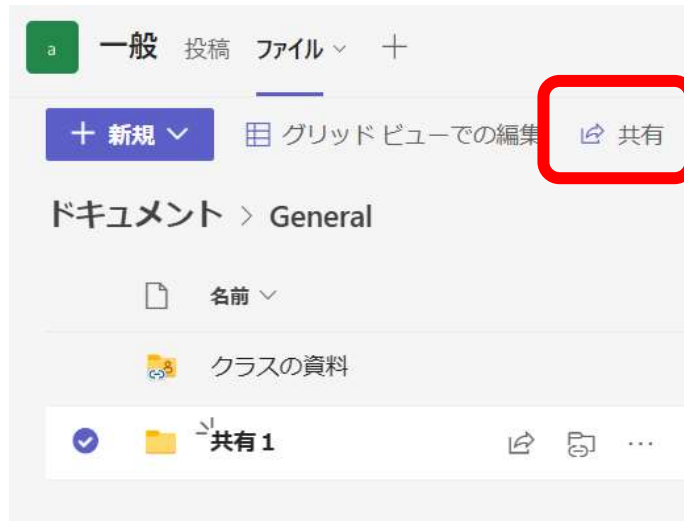 a 一般 投稿 ファイル
新規 グリッド ビューでの編集 共有
ドキュメント > General
名前
クラスの資料
共有 1